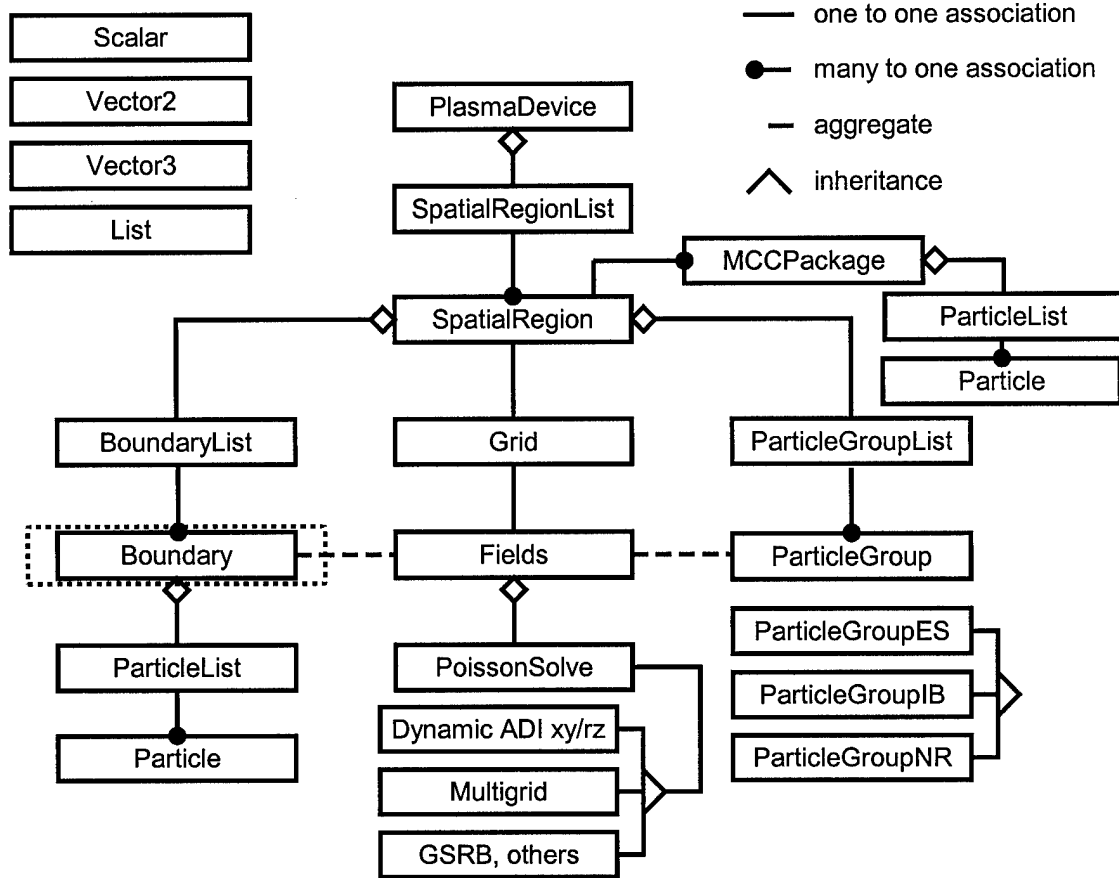 Scalar
Vector2
Vector3
List
one to one association
many to one association
aggregate
inheritance
PlasmaDevice
SpatialRegionList
MCCPackage
SpatialRegion
ParticleList
Particle
BoundaryList
Grid
ParticleGroupList
Boundary
Fields
ParticleGroup
ParticleList
PoissonSolve
ParticleGroupES
Particle
Dynamic ADI xy/rz
ParticleGroupIB
Multigrid
ParticleGroupNR
GSRB, others